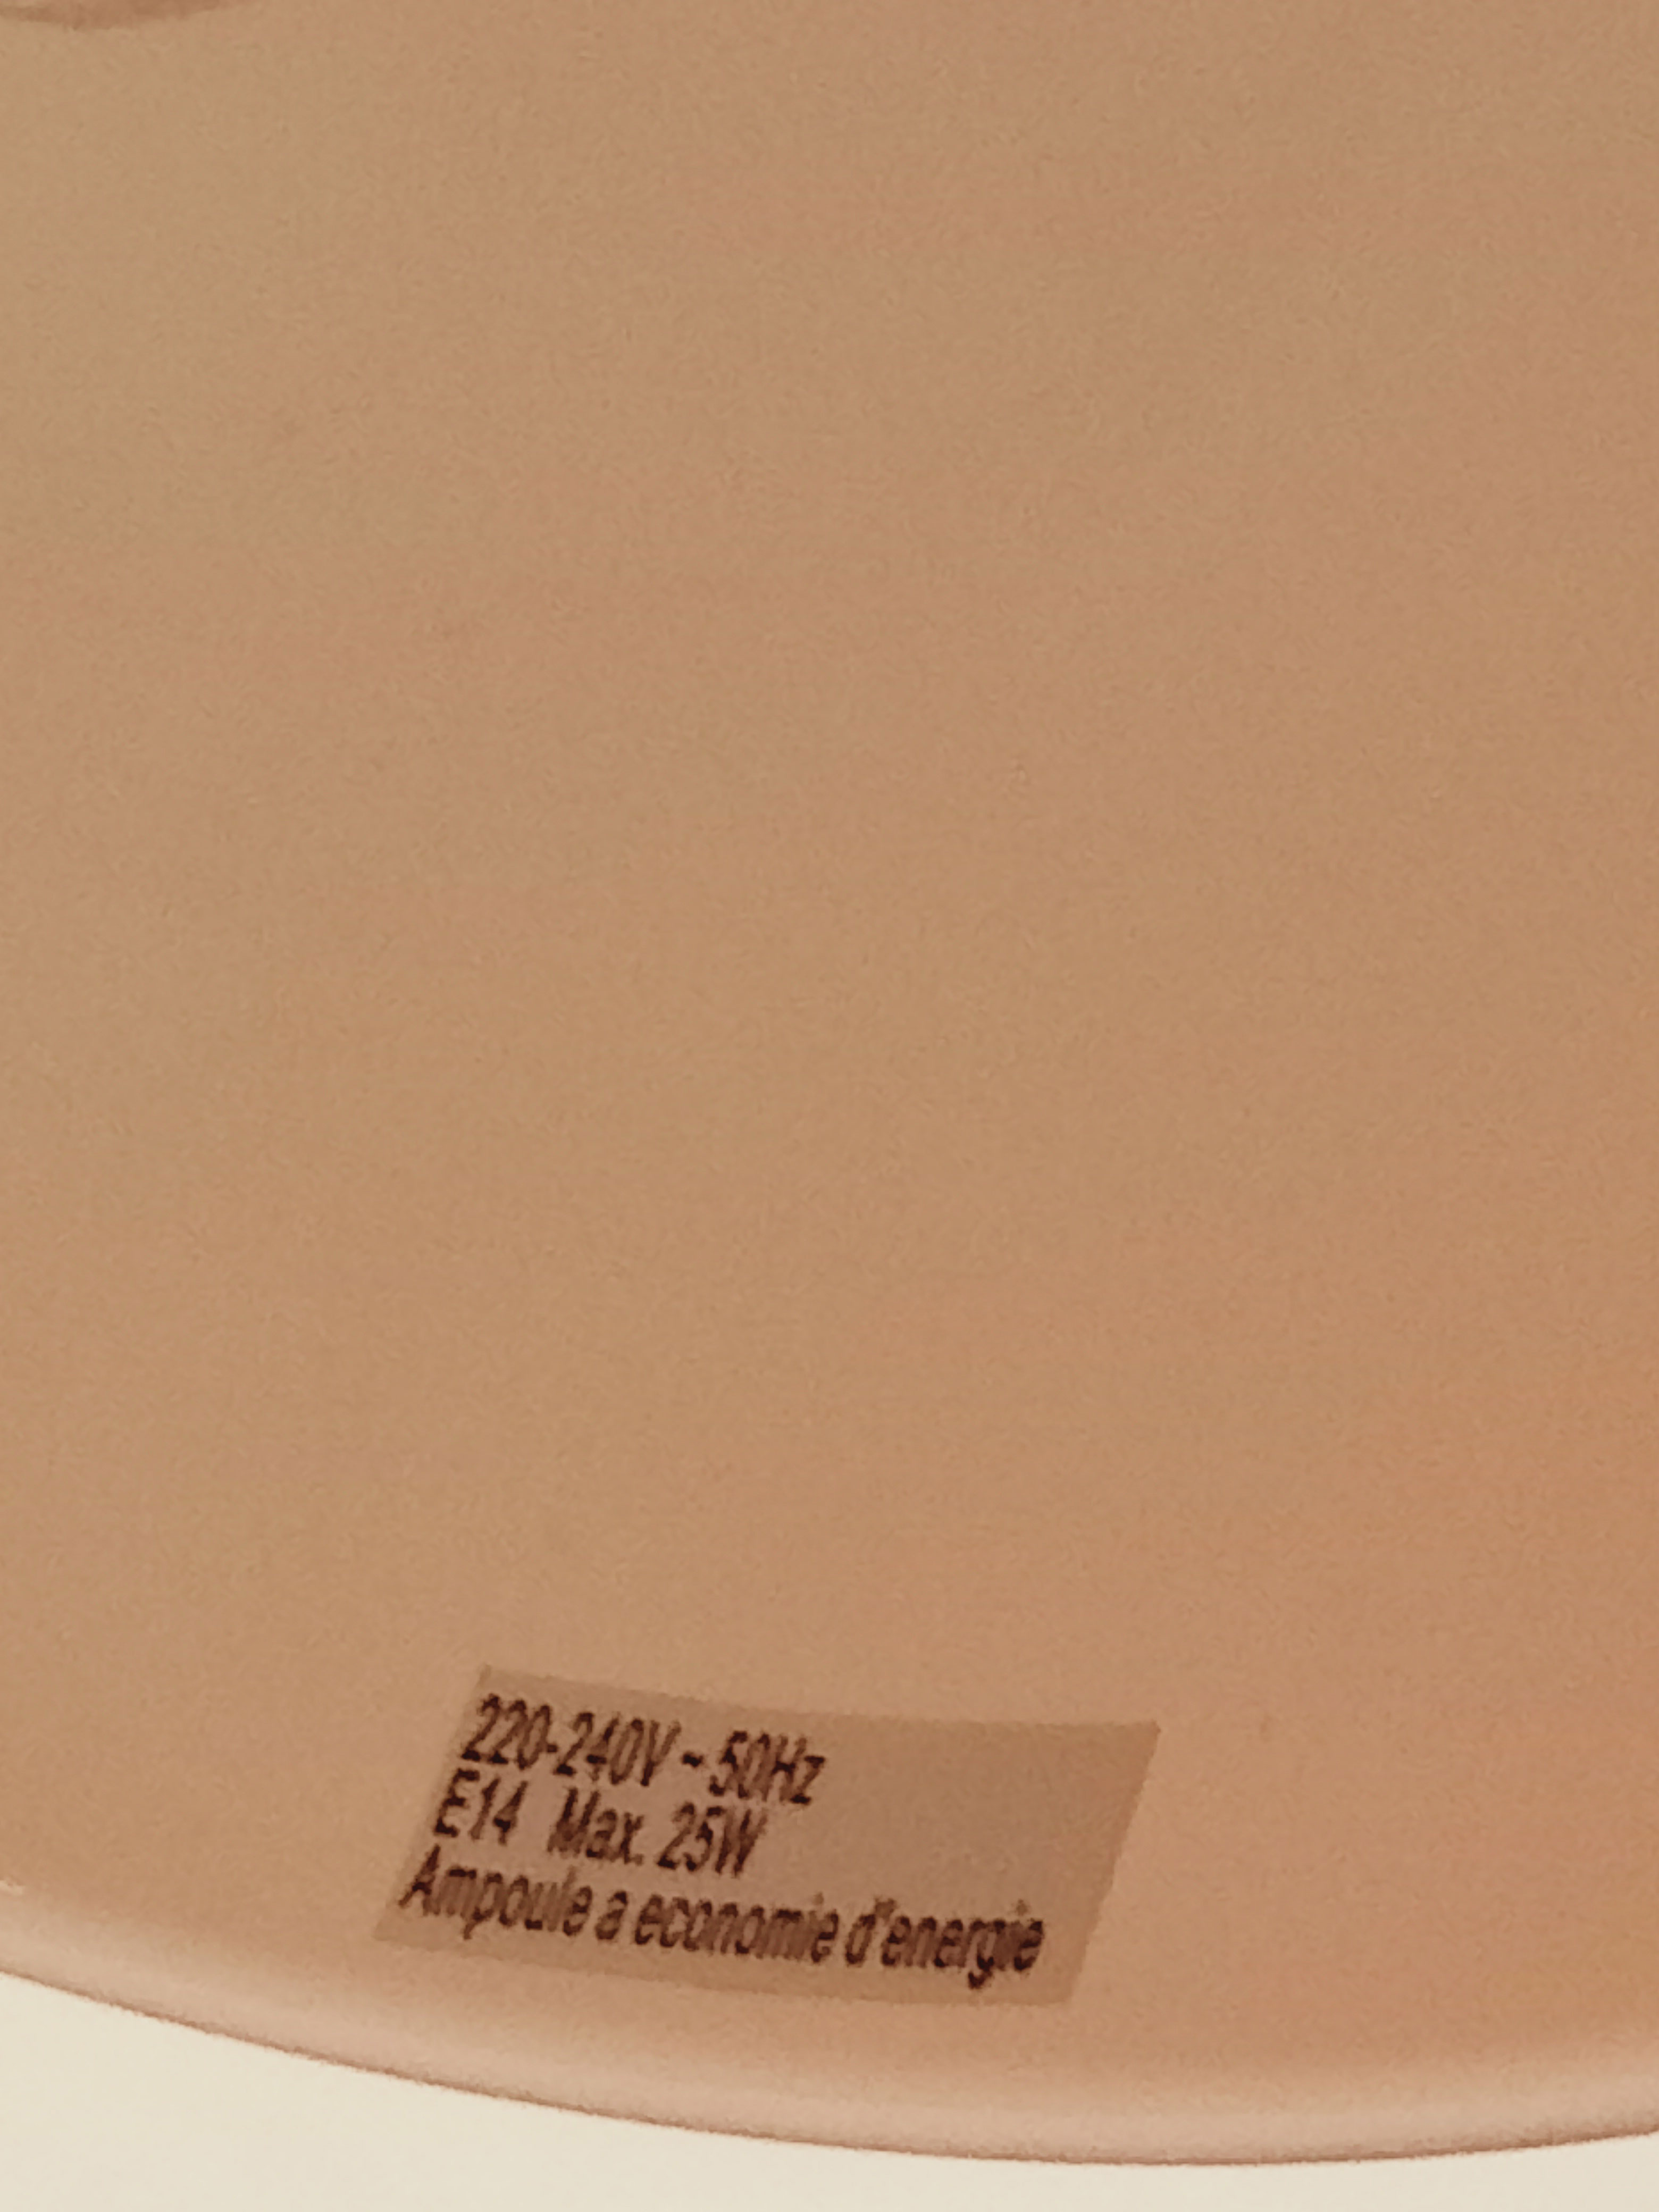 220-240V ~ 50Hz
E14 Max. 25W
Ampoule a economie d'energie